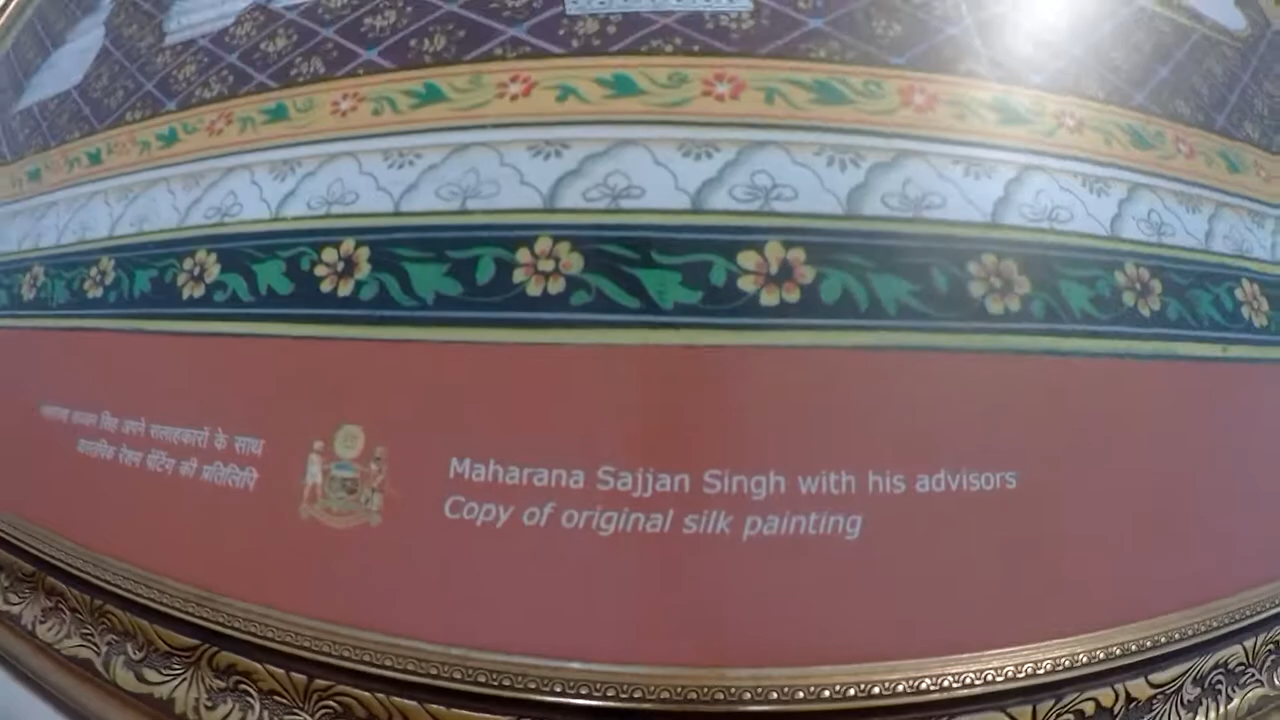 सज्जन सिंह अपने सलाहकारों के साथ
वास्तविक रेशम पेंटिंग की प्रतिलिपि
Maharana Sajjan Singh with his advisors
Copy of original silk painting